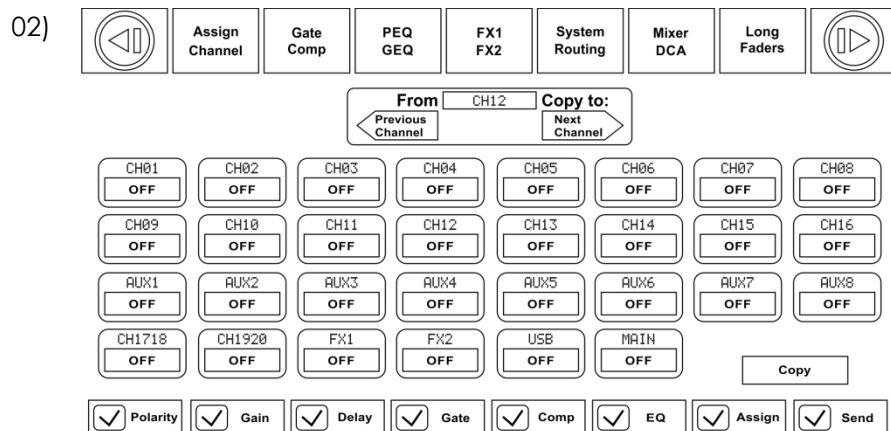 02)
Assign Channel Gate Comp PEQ GEQ FX1 FX2 System Routing Mixer DCA Long Faders
From CH12 Copy to:
Previous Channel Next Channel
CH01 CH02 CH03 CH04 CH05 CH06 CH07 CH08
OFF OFF OFF OFF OFF OFF OFF OFF
CH09 CH10 CH11 CH12 CH13 CH14 CH15 CH16
OFF OFF OFF OFF OFF OFF OFF OFF
AUX1 AUX2 AUX3 AUX4 AUX5 AUX6 AUX7 AUX8
OFF OFF OFF OFF OFF OFF OFF OFF
CH1718 CH1920 FX1 FX2 USB MAIN
OFF OFF OFF OFF OFF OFF
Copy
Polarity Gain Delay Gate Comp EQ Assign Send